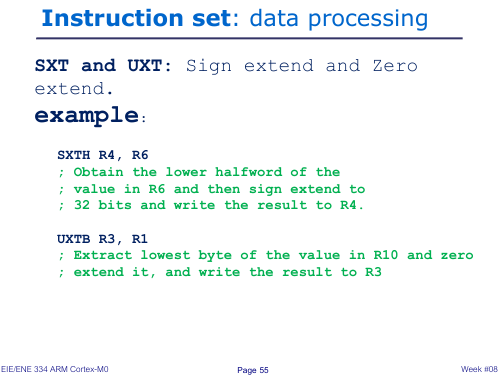 Instruction set: data processing
SXT and UXT: Sign extend and Zero
extend.
example:
SXTH R4, R6
; Obtain the lower halfword of the
; value in R6 and then sign extend to
; 32 bits and write the result to R4.
UXTB R3, R1
; Extract lowest byte of the value in R10 and zero
; extend it, and write the result to R3
EIE/ENE 334 ARM Cortex-M0
Page 55
Week #08